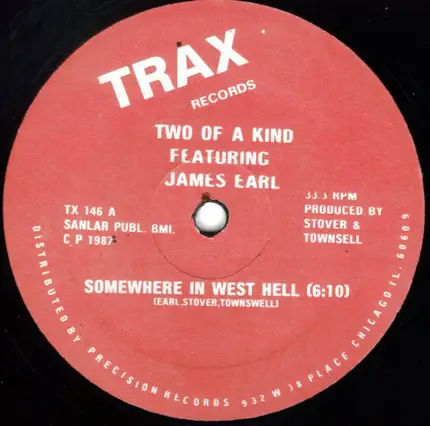 TRAX
RECORDS
TWO OF A KIND
FEATURING
JAMES EARL
TX 146 A
SANLAR PUBL. BMI.
C P 1987
33.3 RPM
PRODUCED BY
STOVER &
TOWNSELL
SOMEWHERE IN WEST HELL (6:10)
(EARL,STOVER,TOWNSWELL)
DISTRIBUTED BY PRECISION RECORDS 932 W 38 PLACE CHICAGO IL. 60609